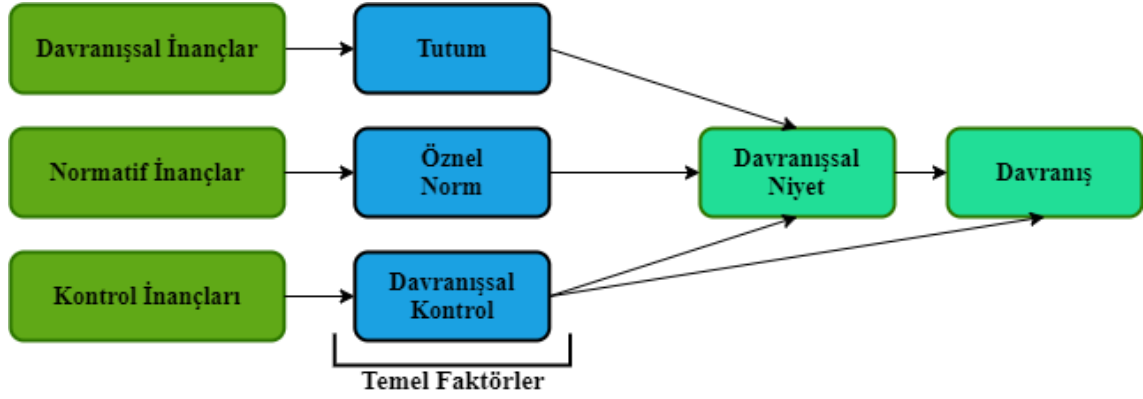 Davranışsal İnançlar
Tutum
Normatif İnançlar
Öznel
Norm
Davranışsal
Niyet
Davranış
Kontrol İnançları
Davranışsal
Kontrol
Temel Faktörler